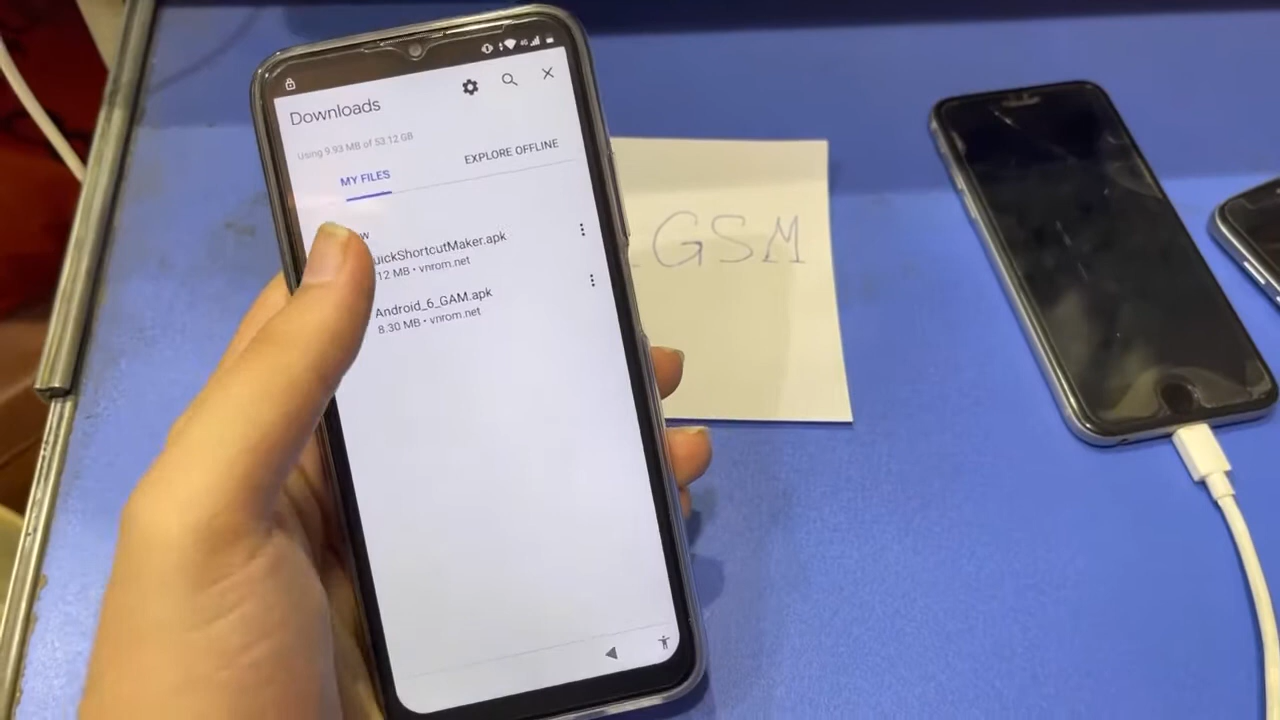 Downloads
Using 9.93 MB of 53.12 GB
MY FILES
EXPLORE OFFLINE
uickShortcutMaker.apk
12 MB • vnrom.net
Android_6_GAM.apk
8.30 MB • vnrom.net
GSM